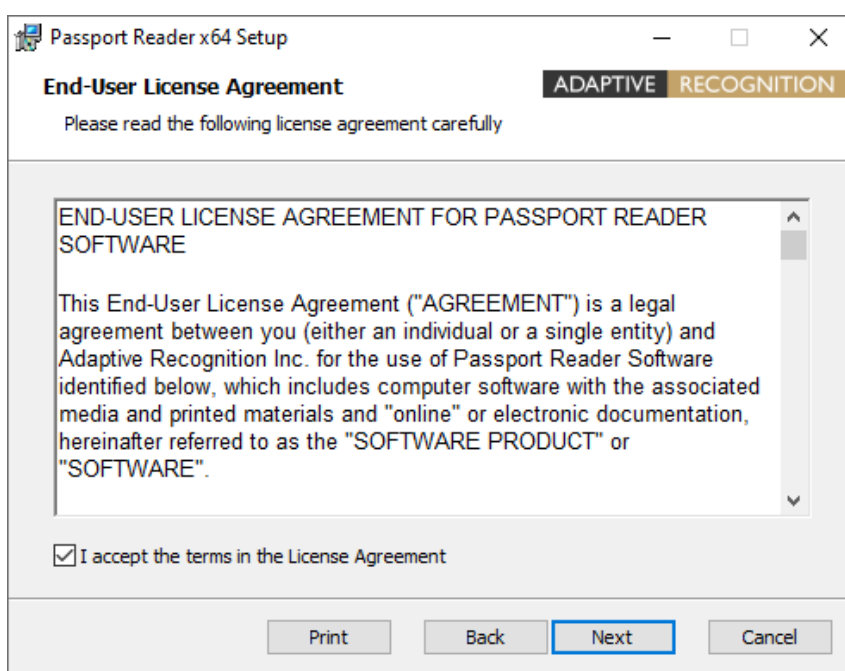 Passport Reader x64 Setup
End-User License Agreement
ADAPTIVE RECOGNITION
Please read the following license agreement carefully
END-USER LICENSE AGREEMENT FOR PASSPORT READER
SOFTWARE
This End-User License Agreement ("AGREEMENT") is a legal
agreement between you (either an individual or a single entity) and
Adaptive Recognition Inc. for the use of Passport Reader Software
identified below, which includes computer software with the associated
media and printed materials and "online" or electronic documentation,
hereinafter referred to as the "SOFTWARE PRODUCT" or
"SOFTWARE".
I accept the terms in the License Agreement
Print Back Next Cancel